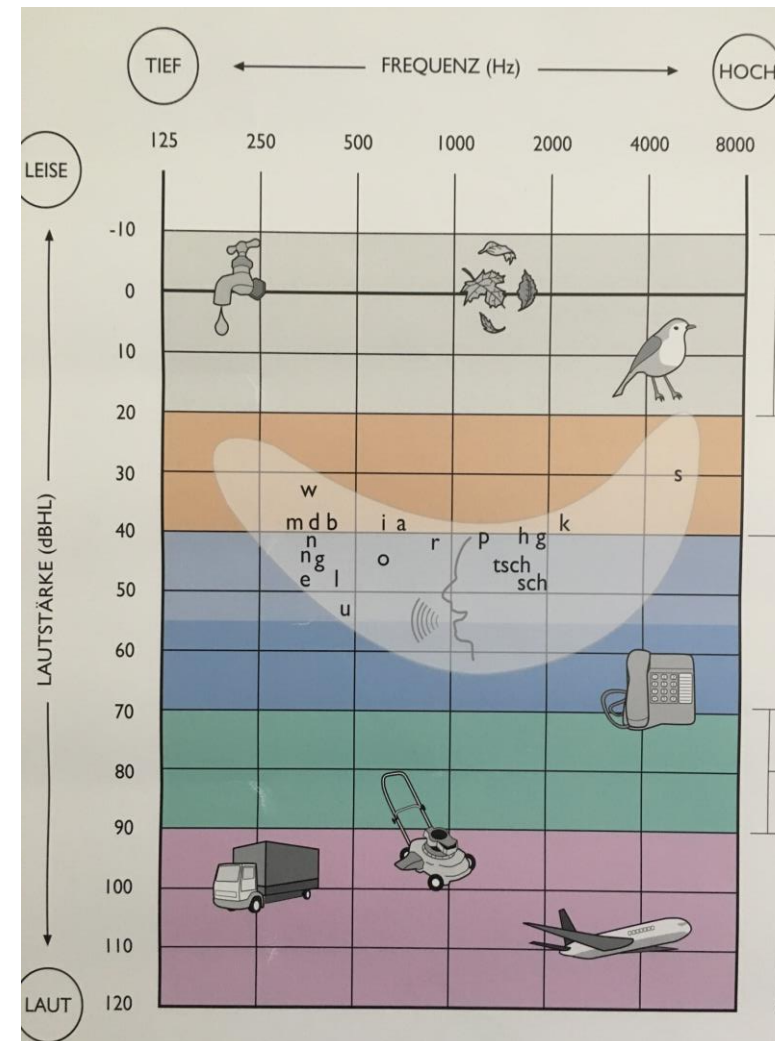 TIEF FREQUENZ (Hz) HOCH
125 250 500 1000 2000 4000 8000
LEISE
-10
0
10
20
30
40
50
60
70
80
90
100
110
120
LAUTSTÄRKE (dBHL)
LAUT
s
w
m d b i a k
n r p h g
ng o tsch
e l sch
u